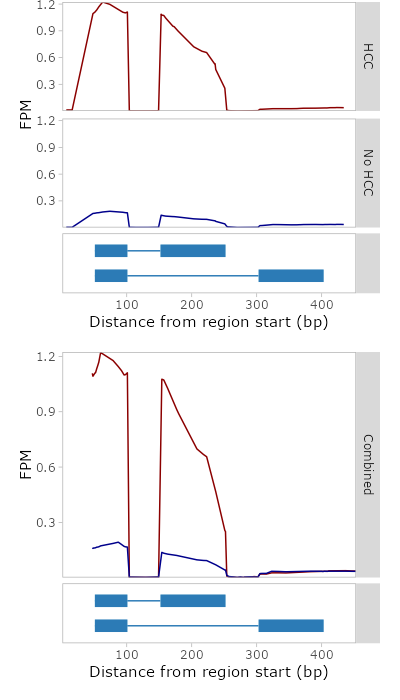 1.2
0.9
0.6
0.3
HCC
FPM
1.2
0.9
0.6
0.3
No HCC
100 200 300 400
Distance from region start (bp)
1.2
0.9
0.6
0.3
FPM
Combined
100 200 300 400
Distance from region start (bp)